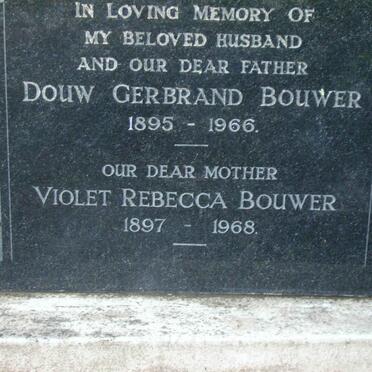 IN LOVING MEMORY OF
MY BELOVED HUSBAND
AND OUR DEAR FATHER
DOUW GERBRAND BOUWER
1895 - 1966.
OUR DEAR MOTHER
VIOLET REBECCA BOUWER
1897 - 1968.